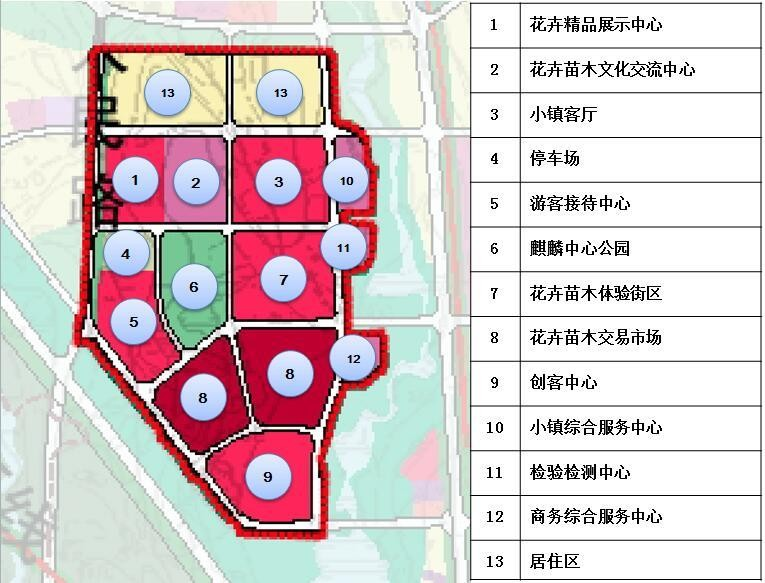 13
13
1
2
3
10
4
11
5
6
7
8
8
12
9
1 花卉精品展示中心
2 花卉苗木文化交流中心
3 小镇客厅
4 停车场
5 游客接待中心
6 麒麟中心公园
7 花卉苗木体验街区
8 花卉苗木交易市场
9 创客中心
10 小镇综合服务中心
11 检验检测中心
12 商务综合服务中心
13 居住区